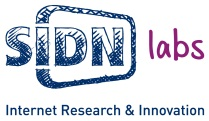 SIDN labs
Internet Research & Innovation